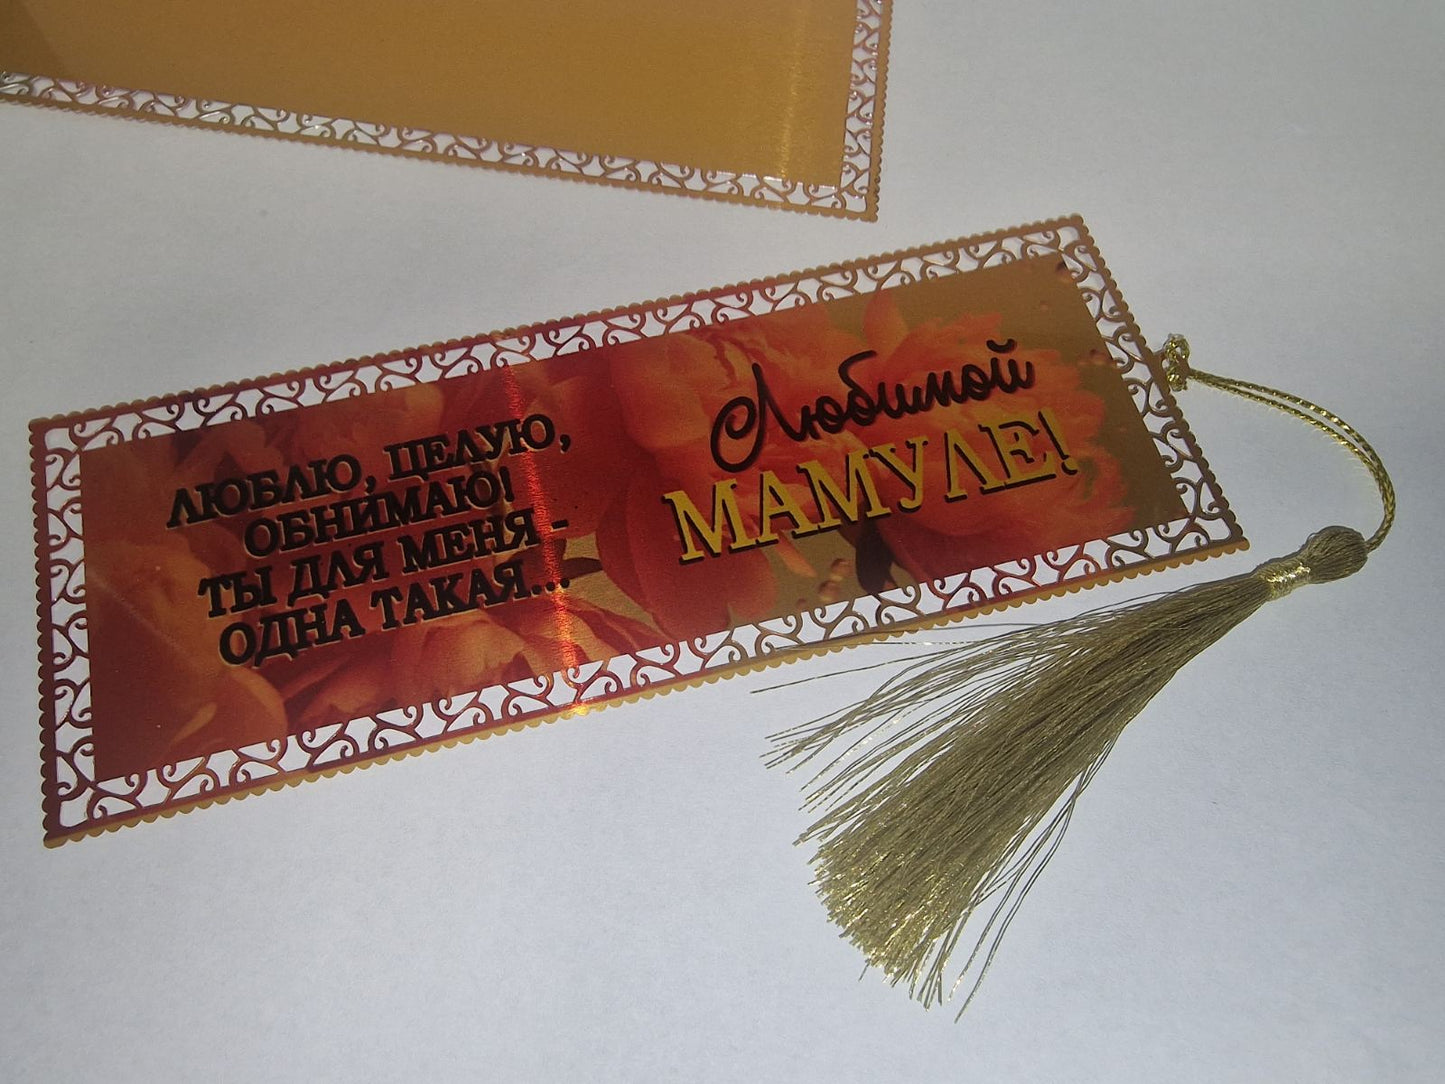 ЛЮБЛЮ, ЦЕЛУЮ,
ОБНИМАЮ!
ТЫ ДЛЯ МЕНЯ -
ОДНА ТАКАЯ...
Любимой
МАМУЛЕ!